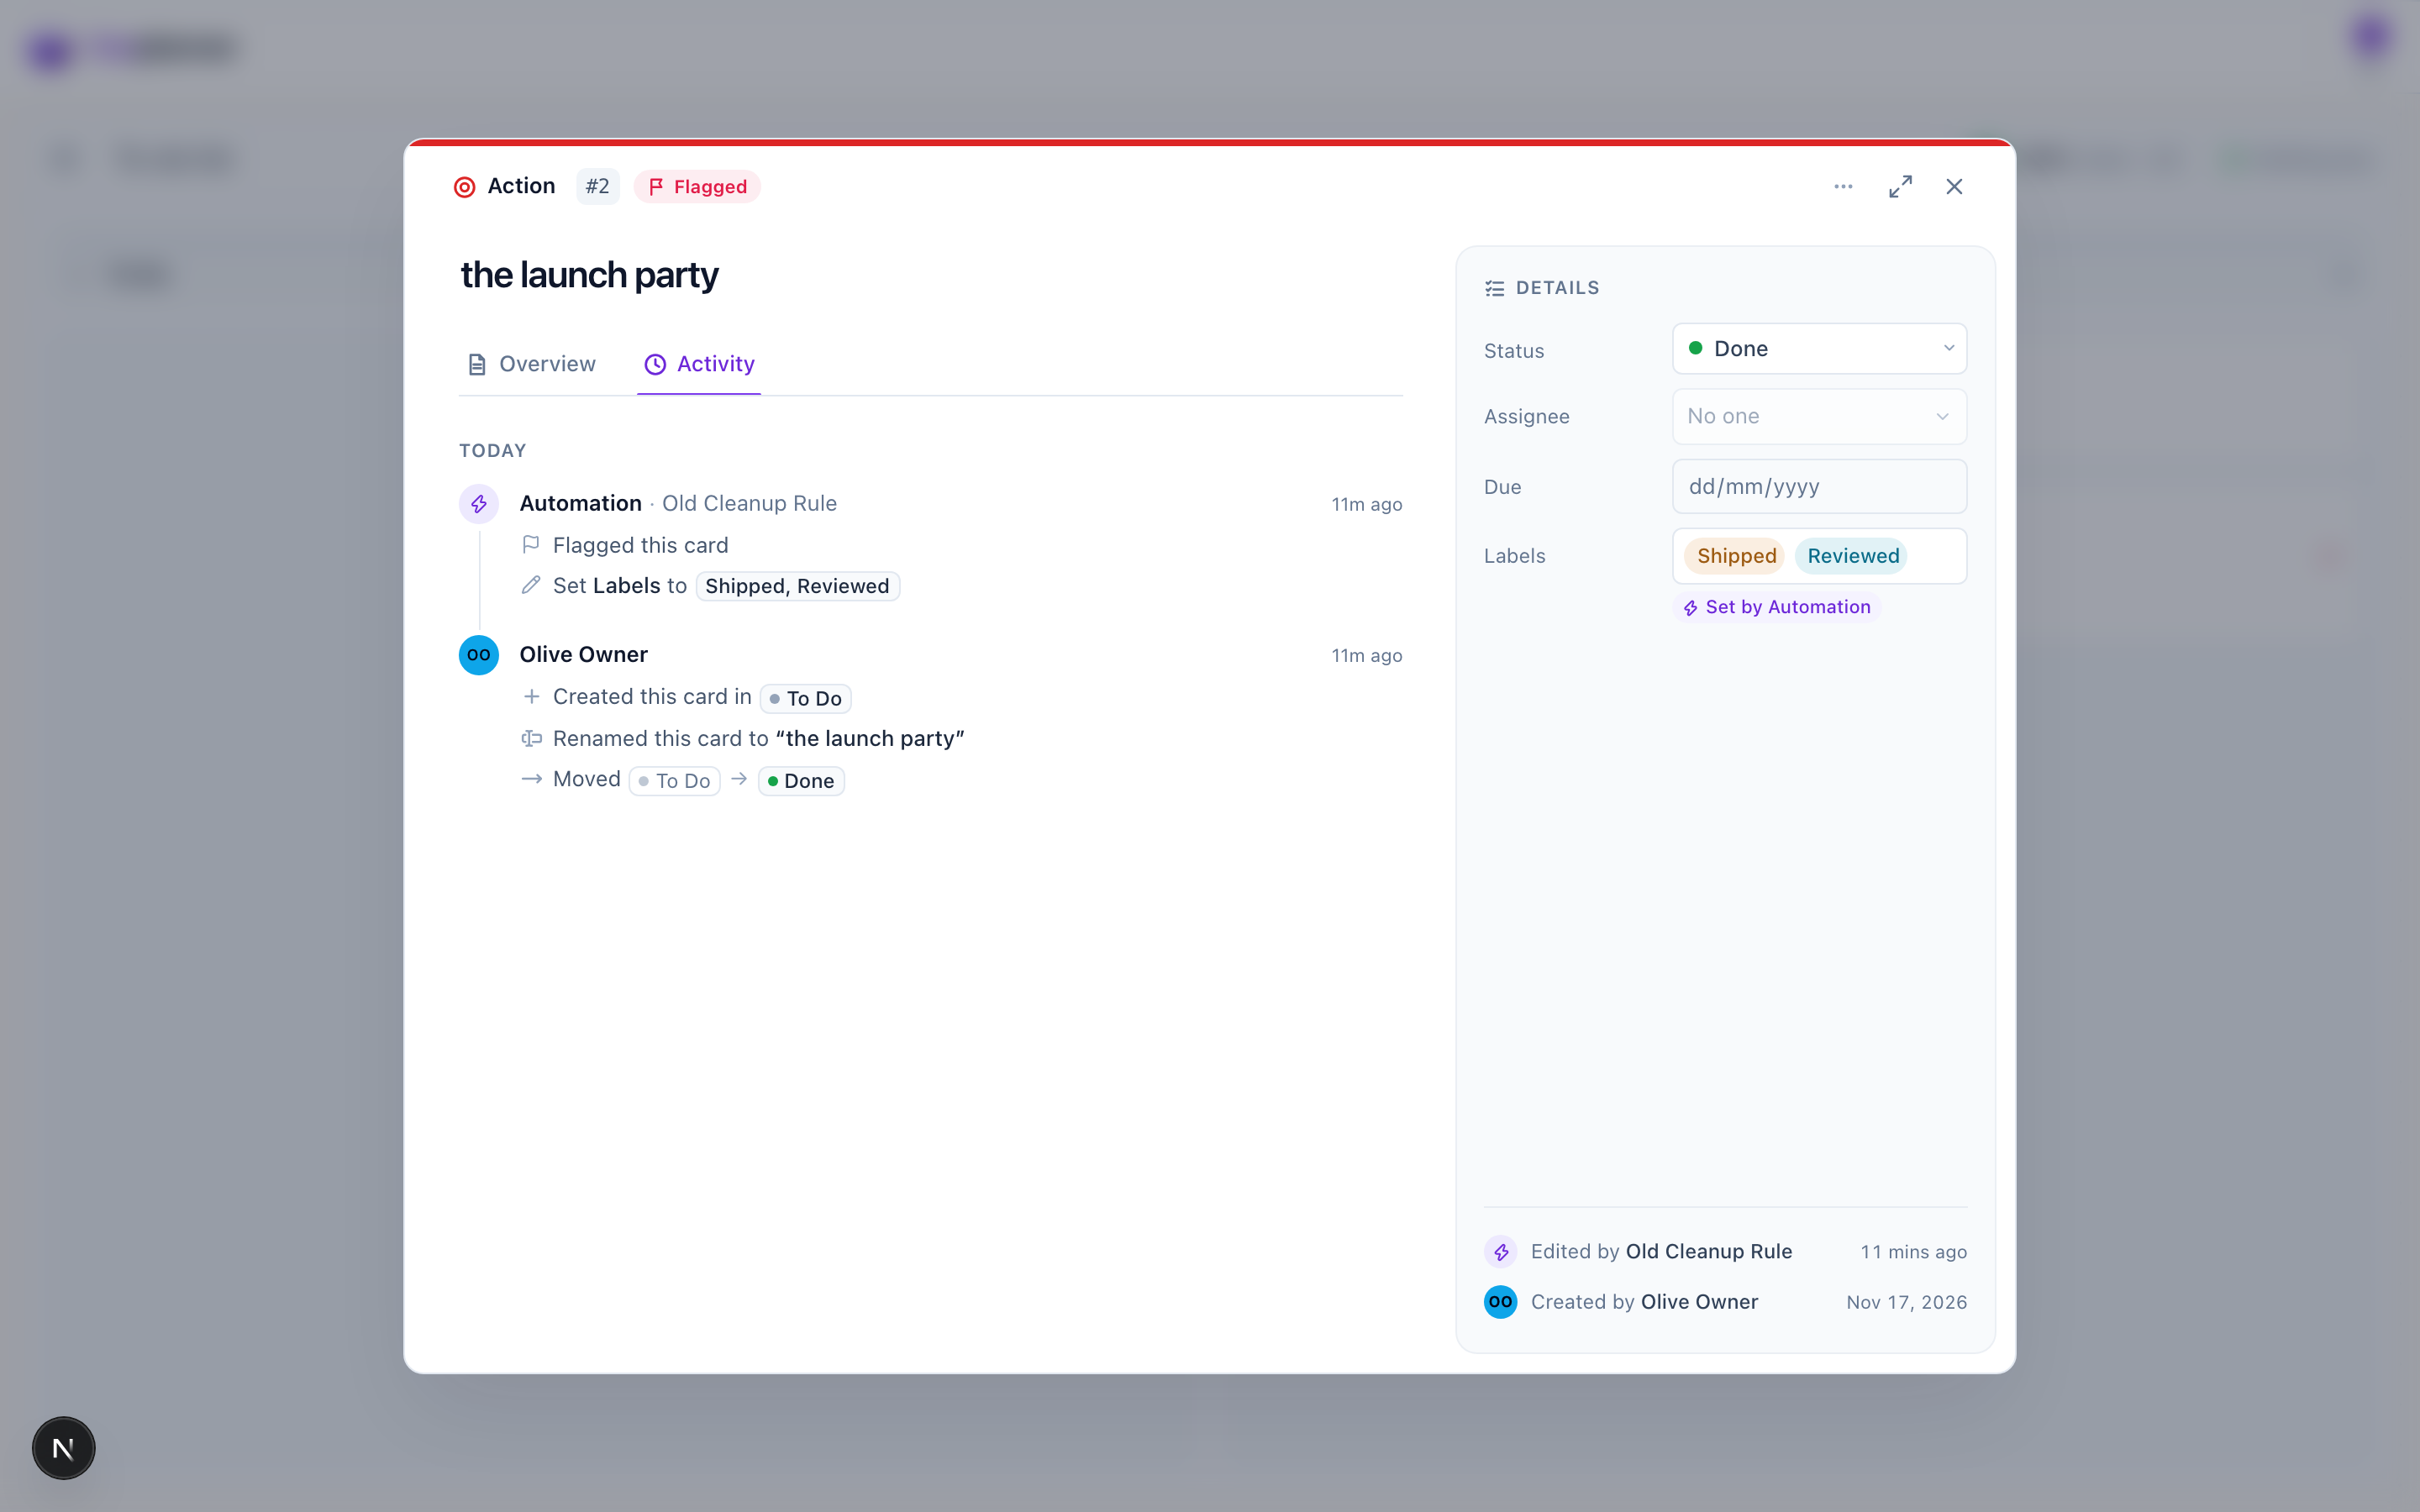 Action #2 Flagged
the launch party
Overview Activity
TODAY
Automation · Old Cleanup Rule 11m ago
Flagged this card
Set Labels to Shipped, Reviewed
OO Olive Owner 11m ago
Created this card in To Do
Renamed this card to “the launch party”
Moved To Do → Done
DETAILS
Status Done
Assignee No one
Due dd/mm/yyyy
Labels Shipped Reviewed
Set by Automation
Edited by Old Cleanup Rule 11 mins ago
OO Created by Olive Owner Nov 17, 2026
N